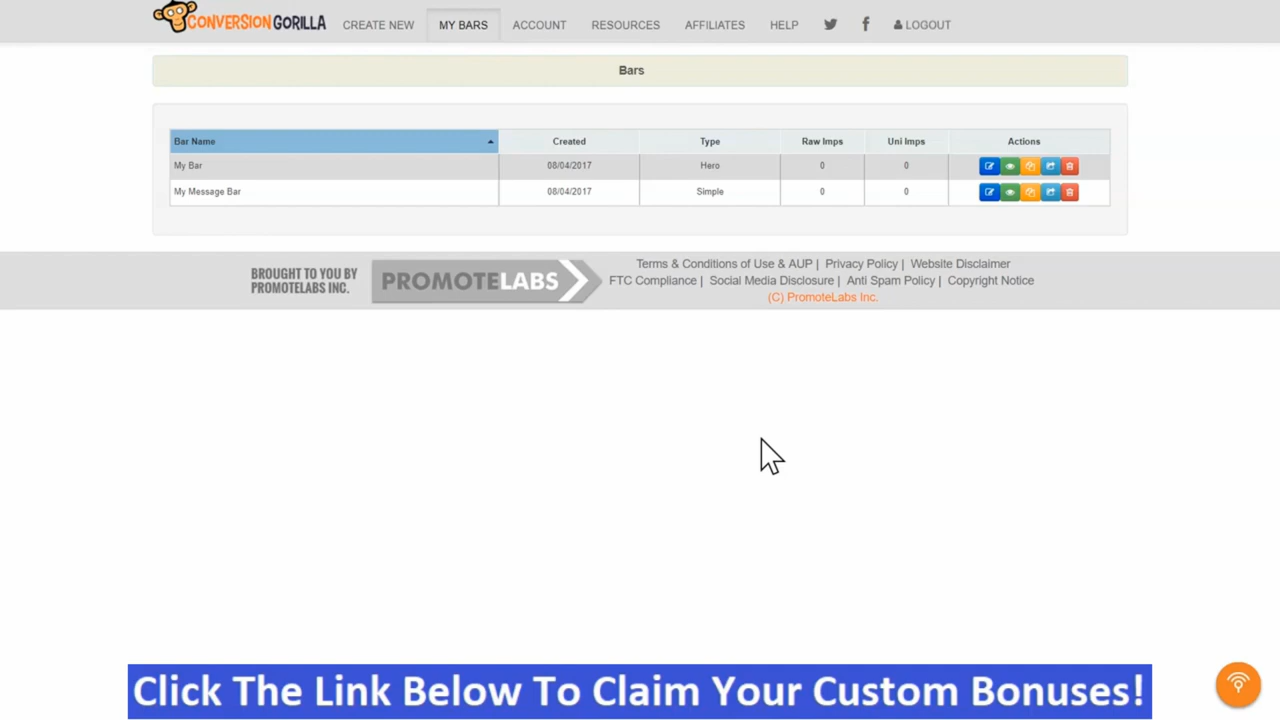 CONVERSION GORILLA CREATE NEW MY BARS ACCOUNT RESOURCES AFFILIATES HELP LOGOUT
Bars
Bar Name Created Type Raw Imps Uni Imps Actions
My Bar 08/04/2017 Hero 0 0
My Message Bar 08/04/2017 Simple 0 0
BROUGHT TO YOU BY
PROMOTELABS INC.
PROMOTELABS
Terms & Conditions of Use & AUP | Privacy Policy | Website Disclaimer
FTC Compliance | Social Media Disclosure | Anti Spam Policy | Copyright Notice
(C) PromoteLabs Inc.
Click The Link Below To Claim Your Custom Bonuses!